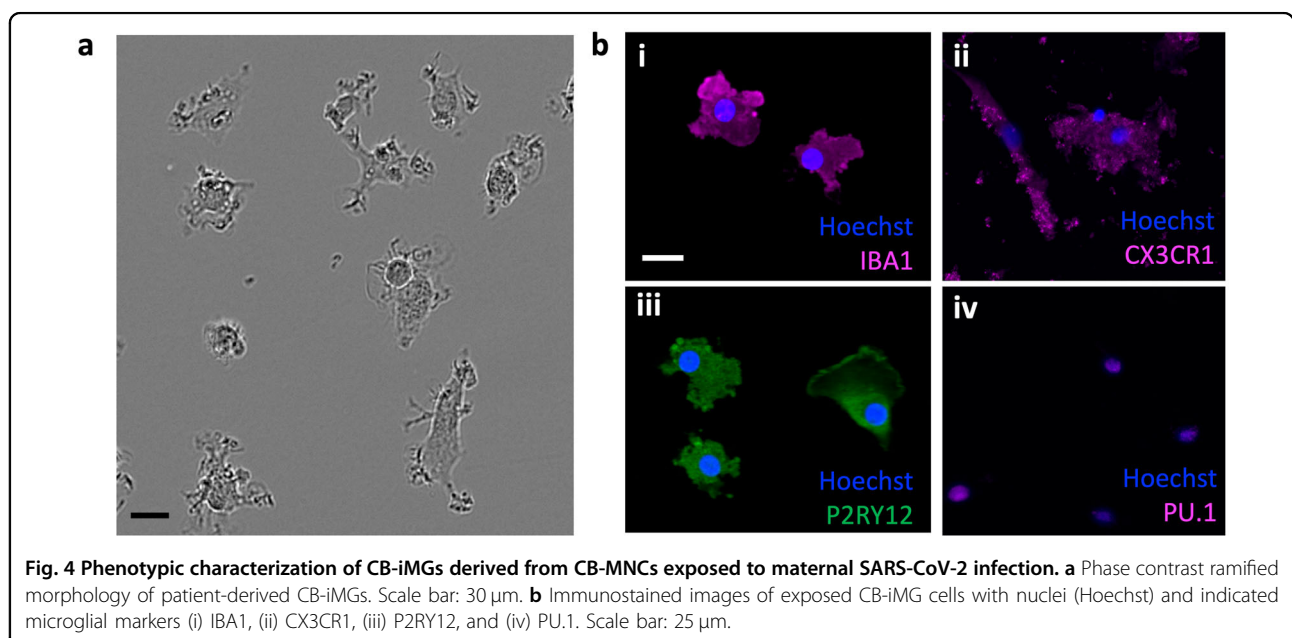 a
b
i
Hoechst
IBA1
ii
Hoechst
CX3CR1
iii
Hoechst
P2RY12
iv
Hoechst
PU.1
Fig. 4 Phenotypic characterization of CB-iMGs derived from CB-MNCs exposed to maternal SARS-CoV-2 infection. a Phase contrast ramified
morphology of patient-derived CB-iMGs. Scale bar: 30 µm. b Immunostained images of exposed CB-iMG cells with nuclei (Hoechst) and indicated
microglial markers (i) IBA1, (ii) CX3CR1, (iii) P2RY12, and (iv) PU.1. Scale bar: 25 µm.